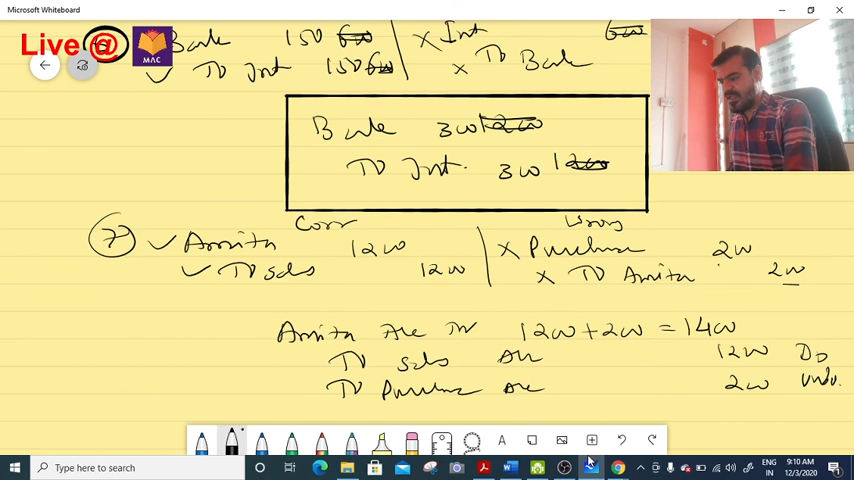 Microsoft Whiteboard
Live @
MAC
Bank 150 600
TO Int 150 600
X Int 600
X TO Bank
Bank 300 1200
TO Int. 300 1200
Corr Wrong
7 ✓ Amita 1200 X Purchase 200
✓ TO Sales 1200 X TO Amita 200
Amita A/c Dr 1200 + 200 = 1400
TO Sales A/c 1200 Do
TO Purchase A/c 200 Undo.
Type here to search
ENG
IN
9:10 AM
12/3/2020